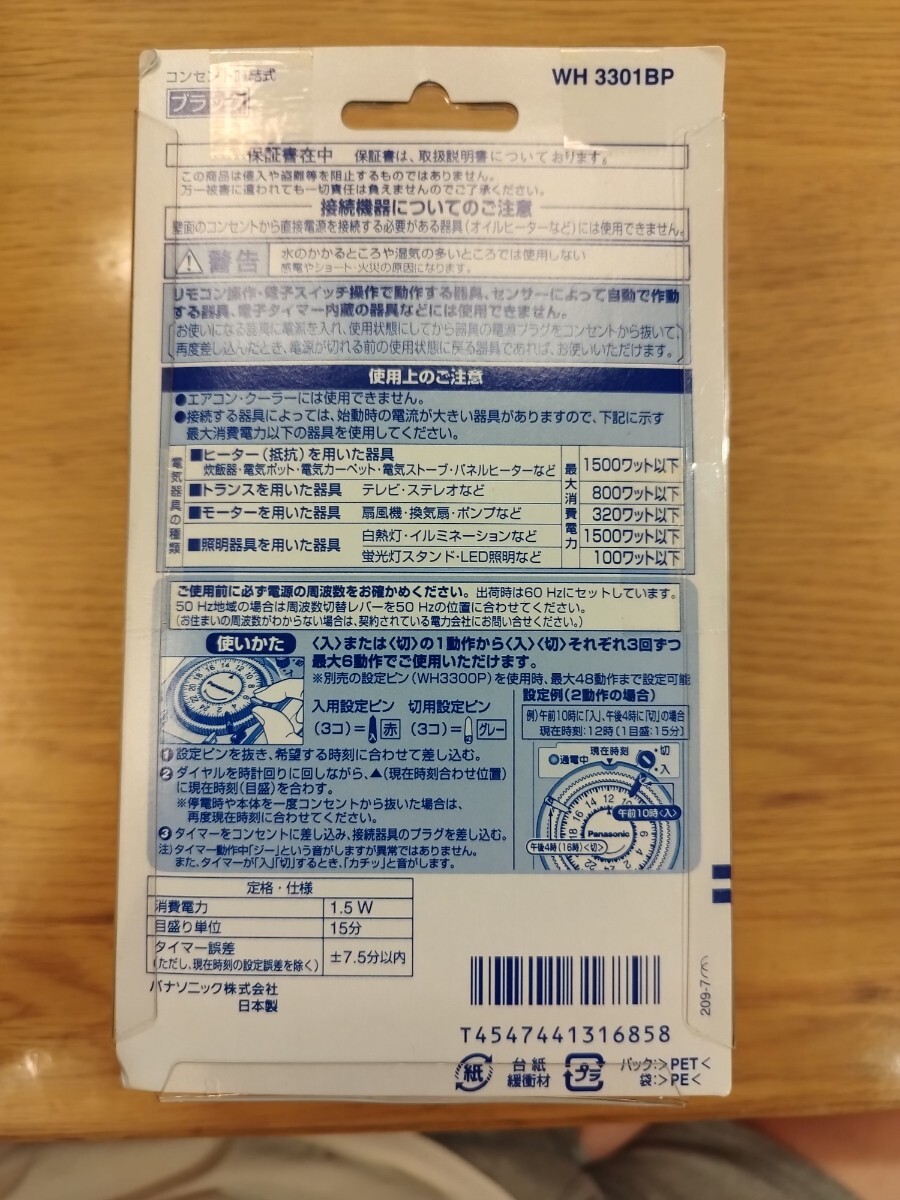 コンセント直結式
WH 3301BP
保証書在中 保証書は、取扱説明書についております。
この商品は侵入や盗難等を阻止するものではありません。
万一被害に遭われても一切責任は負えませんのでご了承ください。
接続機器についてのご注意
壁面のコンセントから直接電源を接続する必要がある器具(オイルヒーターなど)には使用できません。
警告
水のかかるところや湿気の多いところでは使用しない
感電やショート・火災の原因になります。
リモコン操作・電子スイッチ操作で動作する器具、センサーによって自動で作動
する器具、電子タイマー内蔵の器具などには使用できません。
お使いになる器具に電源を入れ、使用状態にしてから器具の電源プラグをコンセントから抜いて、
再度差し込んだとき、電源が切れる前の使用状態に戻る器具であれば、お使いいただけます。
使用上のご注意
●エアコン・クーラーには使用できません。
●接続する器具によっては、始動時の電流が大きい器具がありますので、下記に示す
最大消費電力以下の器具を使用してください。
電気器具の種類
■ヒーター(抵抗)を用いた器具
炊飯器・電気ポット・電気カーペット・電気ストーブ・パネルヒーターなど
最大消費電力
1500ワット以下
■トランスを用いた器具 テレビ・ステレオなど 800ワット以下
■モーターを用いた器具 扇風機・換気扇・ポンプなど 320ワット以下
■照明器具を用いた器具
白熱灯・イルミネーションなど 1500ワット以下
蛍光灯スタンド・LED照明など 100ワット以下
ご使用前に必ず電源の周波数をお確かめください。出荷時は60 Hzにセットしています。
50 Hz地域の場合は周波数切替レバーを50 Hzの位置に合わせてください。
(お住まいの周波数がわからない場合は、契約されている電力会社にお問い合せください。)
使いかた
〈入〉または〈切〉の1動作から〈入〉〈切〉それぞれ3回ずつ
最大6動作でご使用いただけます。
※別売の設定ピン(WH3300P)を使用時、最大48動作まで設定可能
入用設定ピン 切用設定ピン
(3コ)= 赤 (3コ)= グレー
設定例(2動作の場合)
例)午前10時に「入」、午後4時に「切」の場合
現在時刻:12時(1目盛:15分)
①設定ピンを抜き、希望する時刻に合わせて差し込む。
②ダイヤルを時計回りに回しながら、▲(現在時刻合わせ位置)
に現在時刻(目盛)を合わす。
※停電時や本体を一度コンセントから抜いた場合は、
再度現在時刻に合わせてください。
③タイマーをコンセントに差し込み、接続器具のプラグを差し込む。
注)タイマー動作中「ジー」という音がしますが異常ではありません。
また、タイマーが「入」「切」するとき、「カチッ」と音がします。
現在時刻
通電中
・切
・入
午前10時〈入〉
Panasonic
午後4時(16時)〈切〉
定格・仕様
消費電力 1.5 W
目盛り単位 15分
タイマー誤差
(ただし、現在時刻の設定誤差を除く)
±7.5分以内
パナソニック株式会社
日本製
T4547441316858
紙
台紙
緩衝材
プラ
パック:>PET<
袋:>PE<